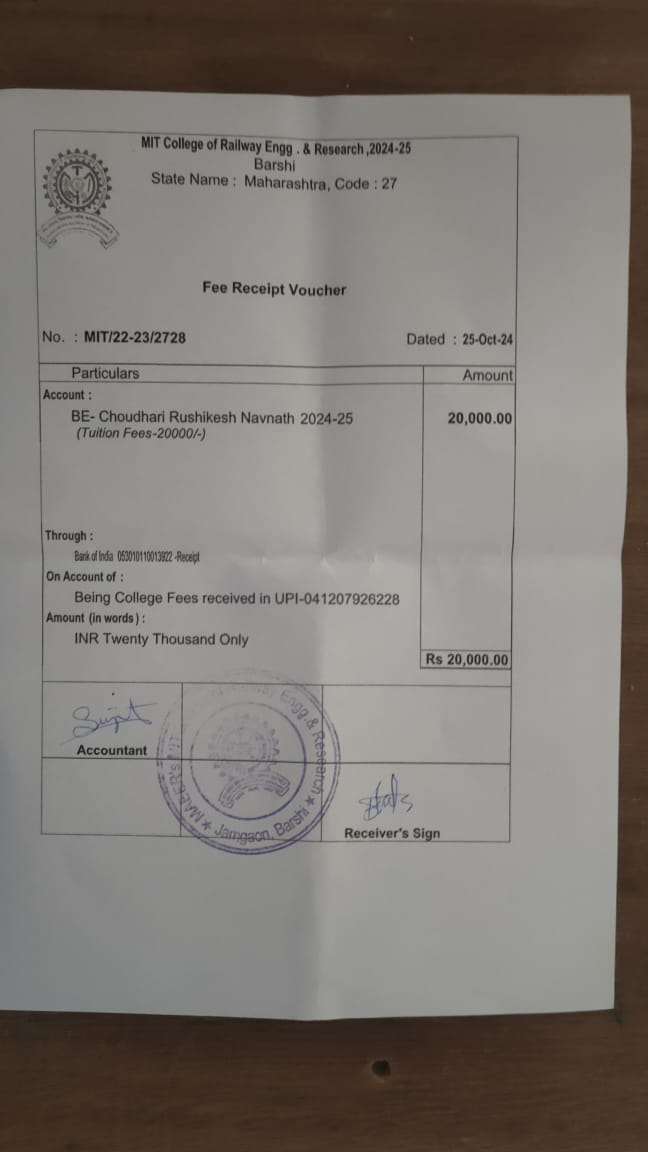 MIT College of Railway Engg . & Research ,2024-25
Barshi
State Name : Maharashtra, Code : 27
Fee Receipt Voucher
No. : MIT/22-23/2728 Dated : 25-Oct-24
Particulars Amount
Account :
BE- Choudhari Rushikesh Navnath 2024-25 20,000.00
(Tuition Fees-20000/-)
Through :
Bank of India 053010110013922 -Receipt
On Account of :
Being College Fees received in UPI-041207926228
Amount (in words) :
INR Twenty Thousand Only
Rs 20,000.00
Accountant
Receiver's Sign
MAEER's MIT Railway Engg.& Research
★ Jamgaon, Barshi ★